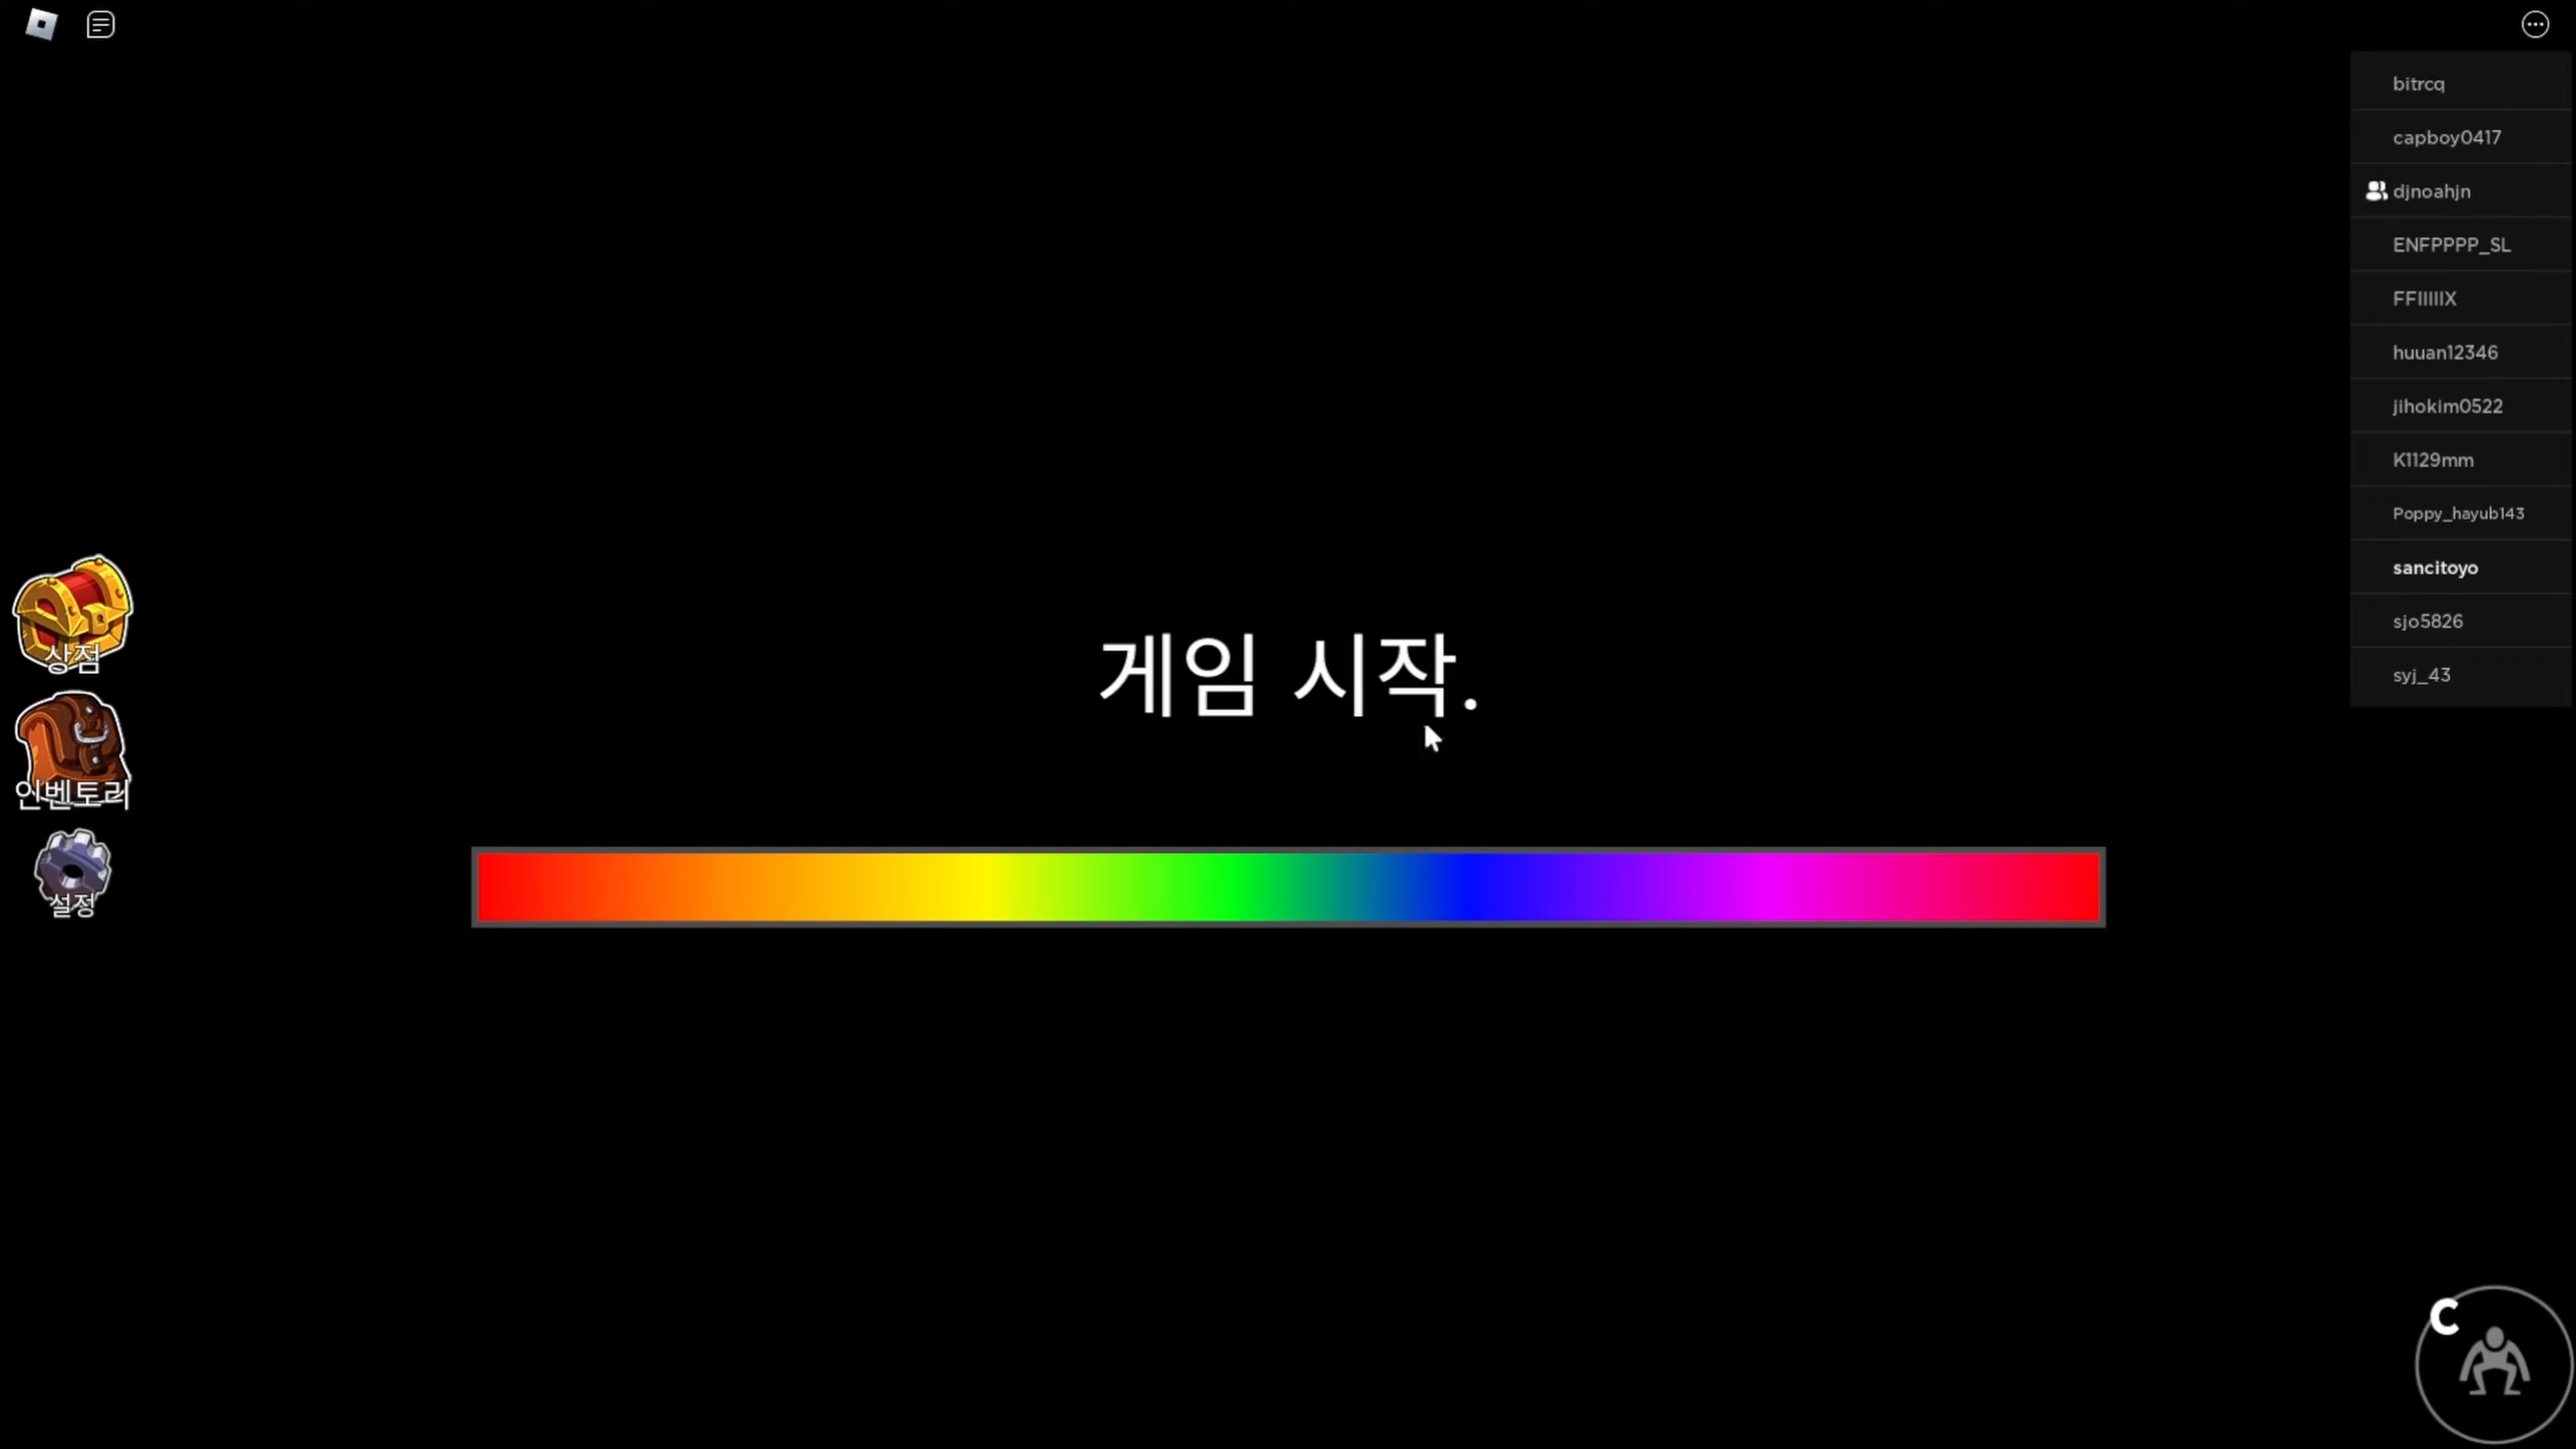 bitrcq
capboy0417
djnoahjn
ENFPPPP_SL
FFIIIIIX
huuan12346
jihokim0522
K1129mm
Poppy_hayub143
sancitoyo
sjo5826
syj_43
상점
인벤토리
설정
게임 시작.
C